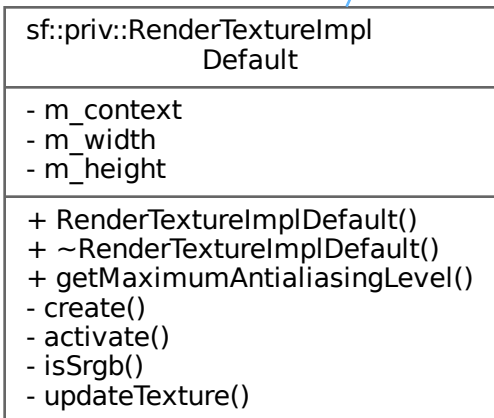 sf::priv::RenderTextureImpl
Default
- m_context
- m_width
- m_height
+ RenderTextureImplDefault()
+ ~RenderTextureImplDefault()
+ getMaximumAntialiasingLevel()
- create()
- activate()
- isSrgb()
- updateTexture()